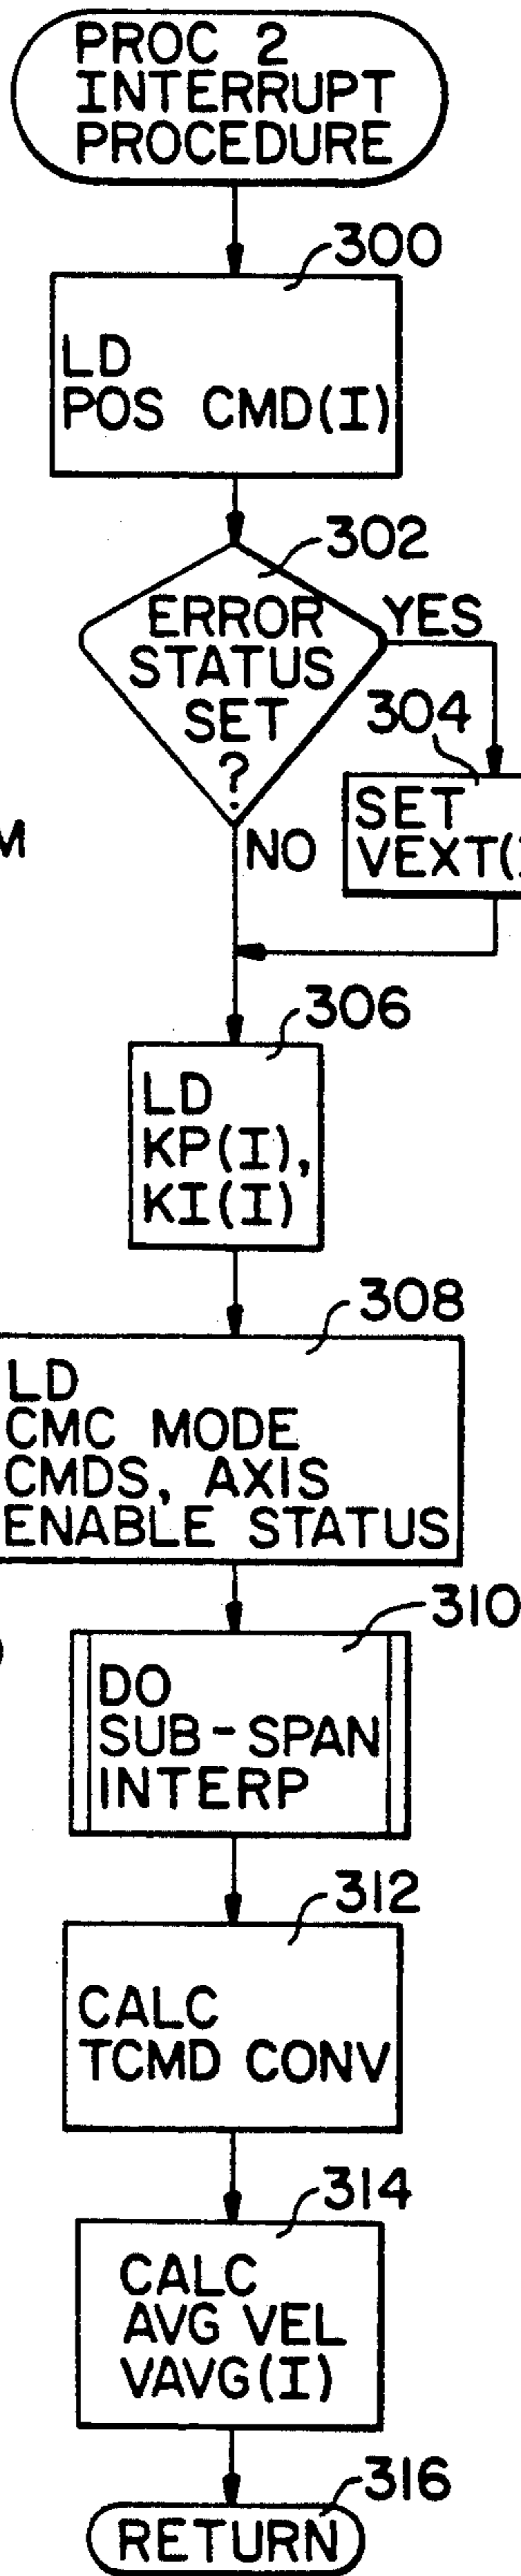 PROC 2
INTERRUPT
PROCEDURE
300
LD
POS CMD(I)
302
ERROR
STATUS
SET
?
YES
304
SET
VEXT(
NO
M
306
LD
KP(I),
KI(I)
308
LD
CMC MODE
CMDS, AXIS
ENABLE STATUS
310
DO
SUB-SPAN
INTERP
312
CALC
TCMD CONV
314
CALC
AVG VEL
VAVG(I)
316
RETURN